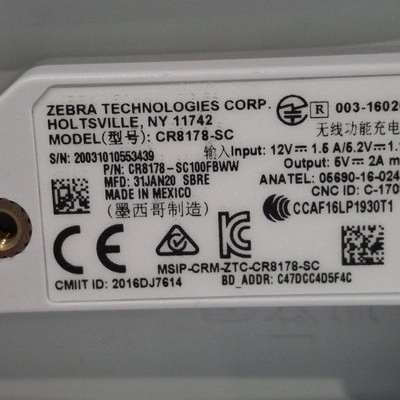 ZEBRA TECHNOLOGIES CORP.
HOLTSVILLE, NY 11742
MODEL(型号): CR8178-SC
S/N: 20031010553439
P/N: CR8178-SC100FBWW
MFD: 31JAN20 SBRE
MADE IN MEXICO
(墨西哥制造)
R 003-1602
无线功能充电
输入Input: 12V⎓1.5 A/5.2V⎓1.
Output: 5V⎓2A m
ANATEL: 05690-16-024
CNC ID: C-170
CCAF16LP1930T1
CE
MSIP-CRM-ZTC-CR8178-SC
CMIIT ID: 2016DJ7614
BD_ADDR: C47DCC4D5F4C